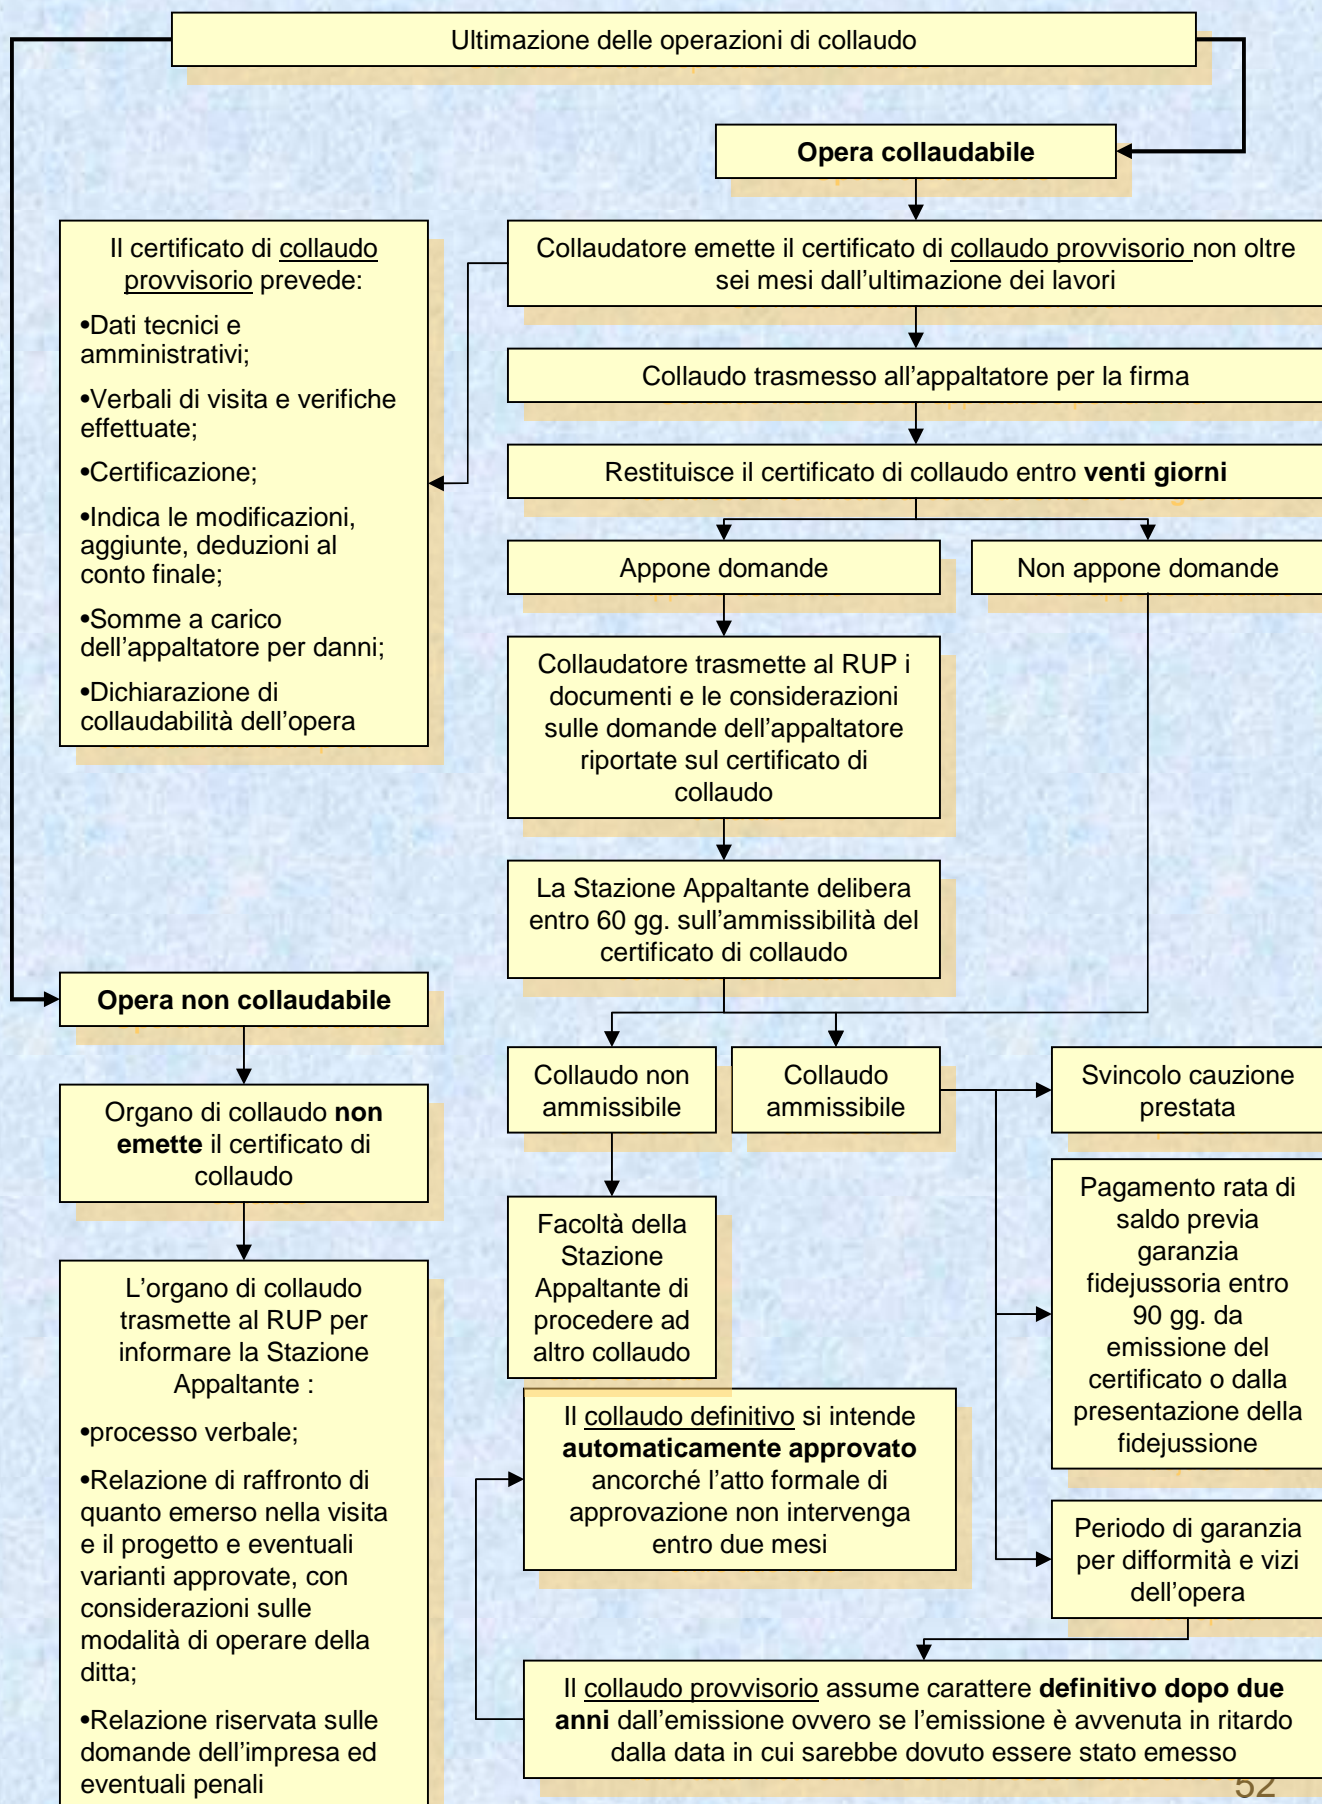 Ultimazione delle operazioni di collaudo
Opera collaudabile
Il certificato di collaudo
provvisorio prevede:
•Dati tecnici e
amministrativi;
•Verbali di visita e verifiche
effettuate;
•Certificazione;
•Indica le modificazioni,
aggiunte, deduzioni al
conto finale;
•Somme a carico
dell’appaltatore per danni;
•Dichiarazione di
collaudabilità dell’opera
Collaudatore emette il certificato di collaudo provvisorio non oltre
sei mesi dall’ultimazione dei lavori
Collaudo trasmesso all’appaltatore per la firma
Restituisce il certificato di collaudo entro venti giorni
Appone domande
Non appone domande
Collaudatore trasmette al RUP i
documenti e le considerazioni
sulle domande dell’appaltatore
riportate sul certificato di
collaudo
La Stazione Appaltante delibera
entro 60 gg. sull’ammissibilità del
certificato di collaudo
Opera non collaudabile
Organo di collaudo non
emette il certificato di
collaudo
L’organo di collaudo
trasmette al RUP per
informare la Stazione
Appaltante :
•processo verbale;
•Relazione di raffronto di
quanto emerso nella visita
e il progetto e eventuali
varianti approvate, con
considerazioni sulle
modalità di operare della
ditta;
•Relazione riservata sulle
domande dell’impresa ed
eventuali penali
Collaudo non
ammissibile
Collaudo
ammissibile
Svincolo cauzione
prestata
Facoltà della
Stazione
Appaltante di
procedere ad
altro collaudo
Pagamento rata di
saldo previa
garanzia
fidejussoria entro
90 gg. da
emissione del
certificato o dalla
presentazione della
fidejussione
Il collaudo definitivo si intende
automaticamente approvato
ancorché l’atto formale di
approvazione non intervenga
entro due mesi
Periodo di garanzia
per difformità e vizi
dell’opera
Il collaudo provvisorio assume carattere definitivo dopo due
anni dall’emissione ovvero se l’emissione è avvenuta in ritardo
dalla data in cui sarebbe dovuto essere stato emesso
52